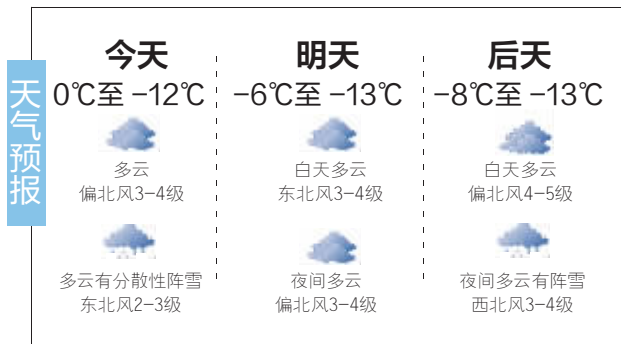 天气预报
今天
0℃至 -12℃
多云
偏北风3-4级
多云有分散性阵雪
东北风2-3级
明天
-6℃至 -13℃
白天多云
东北风3-4级
夜间多云
偏北风3-4级
后天
-8℃至 -13℃
白天多云
偏北风4-5级
夜间多云有阵雪
西北风3-4级